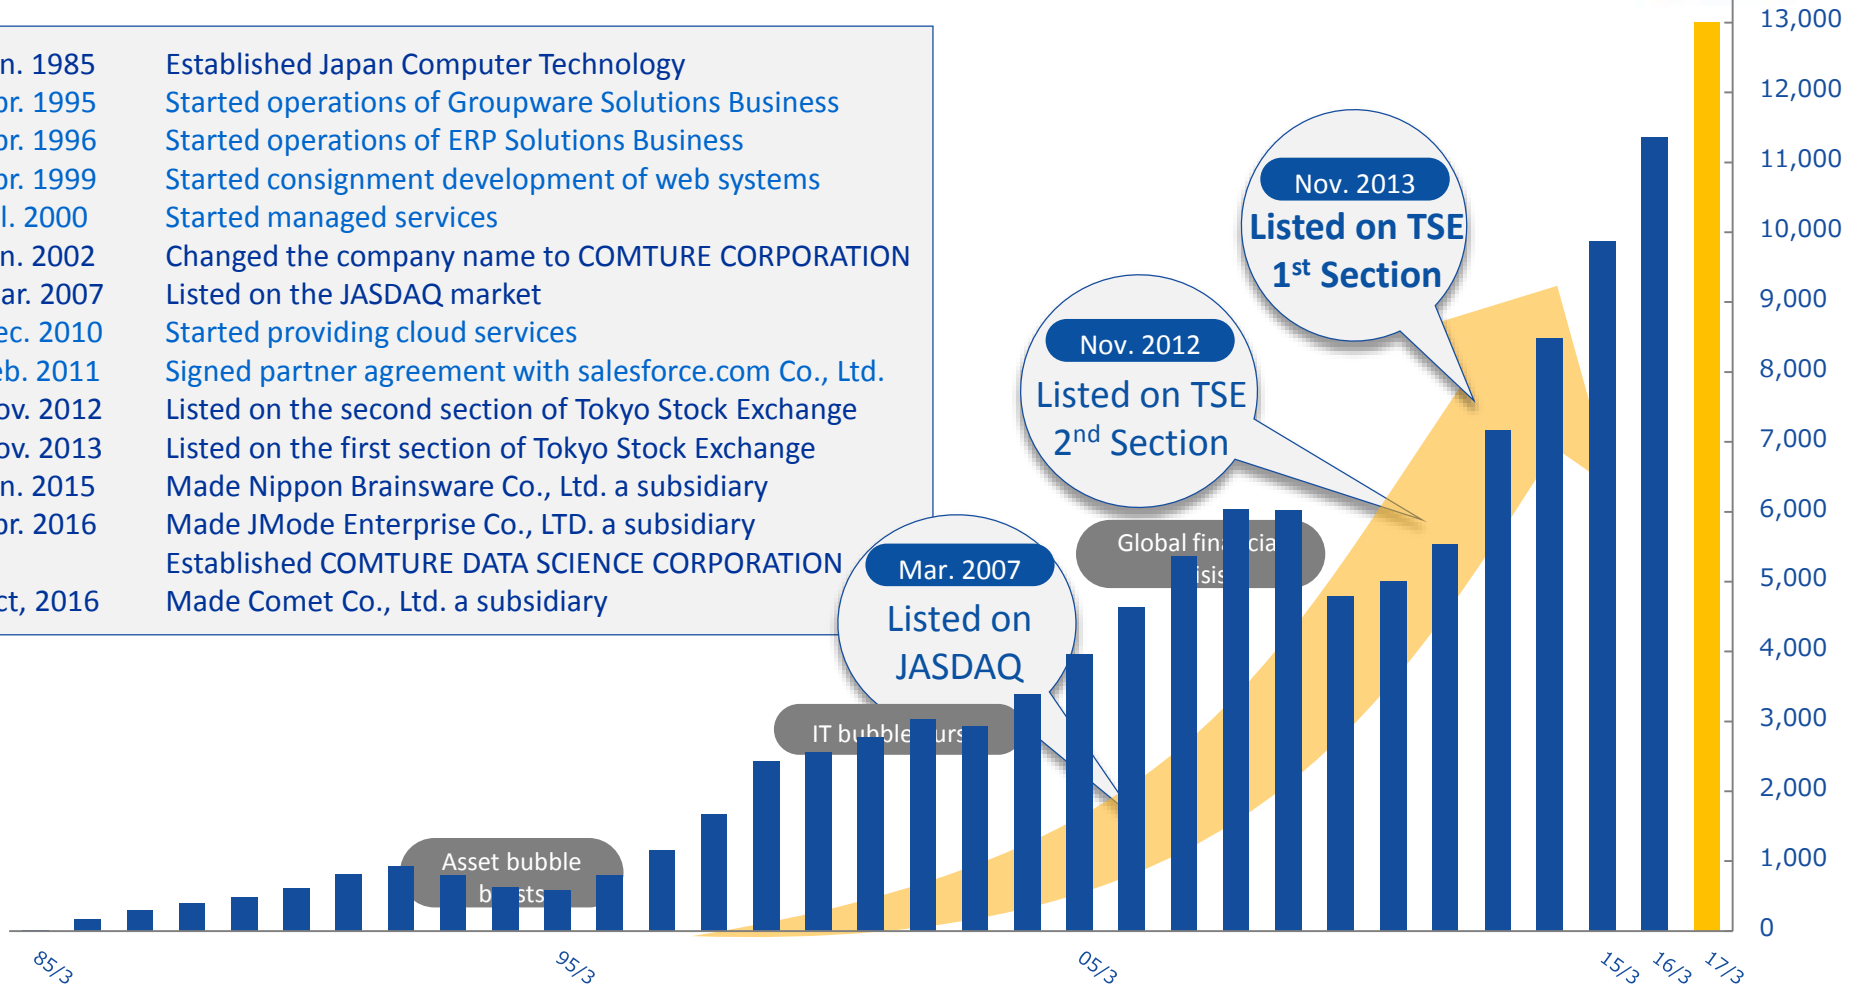 n. 1985 Established Japan Computer Technology
or. 1995 Started operations of Groupware Solutions Business
or. 1996 Started operations of ERP Solutions Business
or. 1999 Started consignment development of web systems
l. 2000 Started managed services
n. 2002 Changed the company name to COMTURE CORPORATION
ar. 2007 Listed on the JASDAQ market
ec. 2010 Started providing cloud services
eb. 2011 Signed partner agreement with salesforce.com Co., Ltd.
ov. 2012 Listed on the second section of Tokyo Stock Exchange
ov. 2013 Listed on the first section of Tokyo Stock Exchange
n. 2015 Made Nippon Brainsware Co., Ltd. a subsidiary
or. 2016 Made JMode Enterprise Co., LTD. a subsidiary
Established COMTURE DATA SCIENCE CORPORATION
ct, 2016 Made Comet Co., Ltd. a subsidiary
Nov. 2013
Listed on TSE
1st Section
Nov. 2012
Listed on TSE
2nd Section
Mar. 2007
Listed on
JASDAQ
Global
IT bubble
Asset bubble
13,000
12,000
11,000
10,000
9,000
8,000
7,000
6,000
5,000
4,000
3,000
2,000
1,000
0
85/3
95/3
05/3
15/3
16/3
17/3